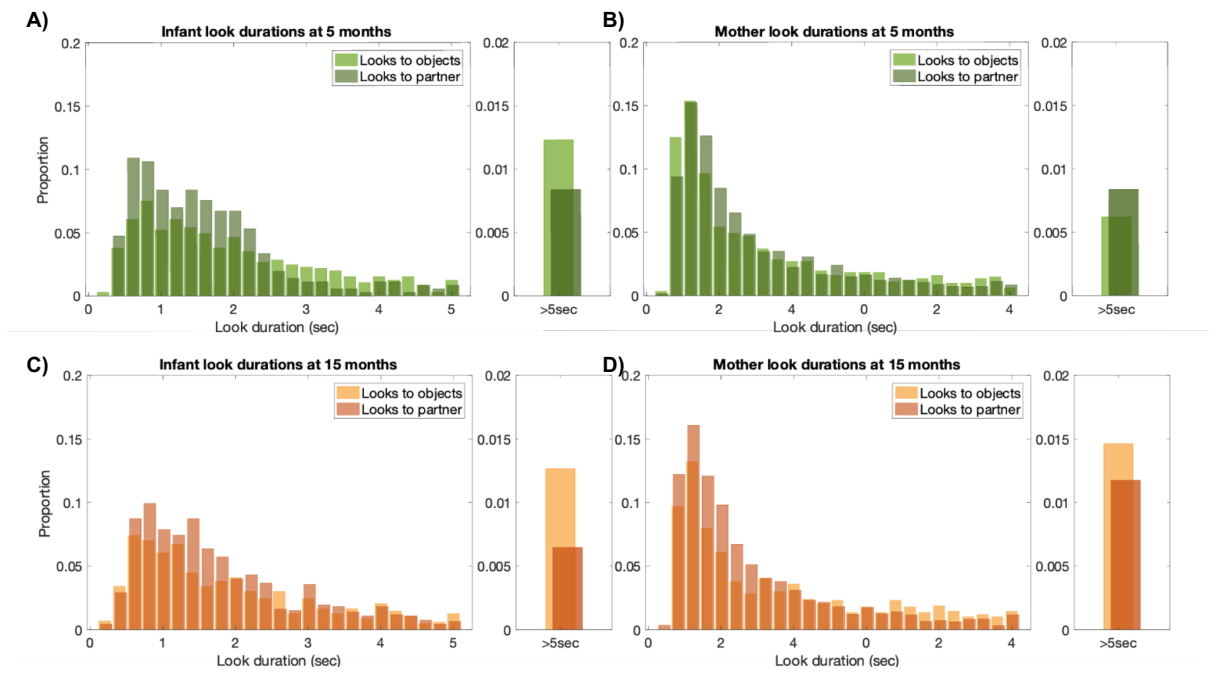 A)
Infant look durations at 5 months
0.2
0.15
0.1
0.05
0
Proportion
Looks to objects
Looks to partner
1
2
3
4
5
Look duration (sec)
0.02
0.015
0.01
0.005
0
>5sec
B)
Mother look durations at 5 months
0.2
0.15
0.1
0.05
0
Looks to objects
Looks to partner
0
2
4
0
2
4
Look duration (sec)
0.02
0.015
0.01
0.005
0
>5sec
C)
Infant look durations at 15 months
0.2
0.15
0.1
0.05
0
Proportion
Looks to objects
Looks to partner
0
1
2
3
4
5
Look duration (sec)
0.02
0.015
0.01
0.005
0
>5sec
D)
Mother look durations at 15 months
0.2
0.15
0.1
0.05
0
Looks to objects
Looks to partner
0
2
4
0
2
4
Look duration (sec)
0.02
0.015
0.01
0.005
0
>5sec